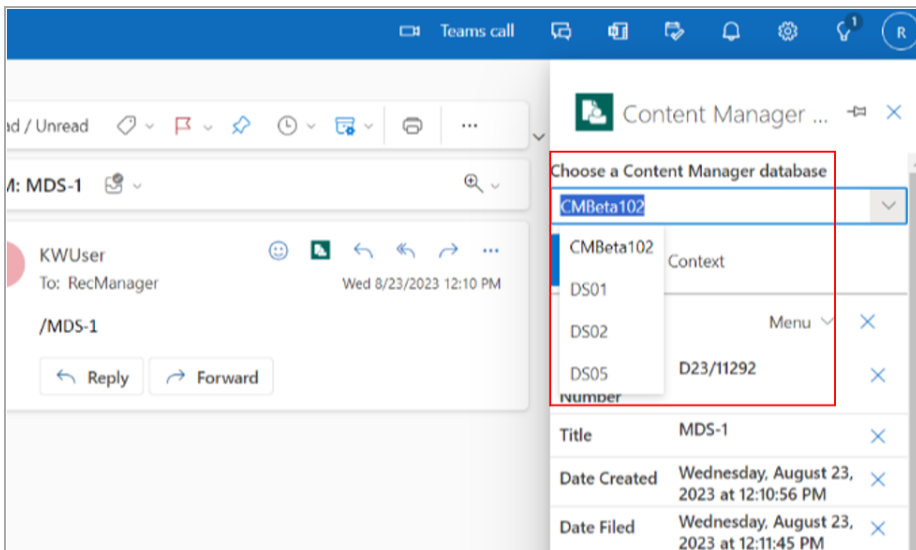 Teams call
1
R
ad / Unread
Content Manager ...
Choose a Content Manager database
M: MDS-1
CMBeta102
CMBeta102
Context
DS01
DS02
DS05
KWUser
To: RecManager
Wed 8/23/2023 12:10 PM
/MDS-1
Reply
Forward
Menu
D23/11292
Number
Title
MDS-1
Date Created
Wednesday, August 23,
2023 at 12:10:56 PM
Date Filed
Wednesday, August 23,
2023 at 12:11:45 PM